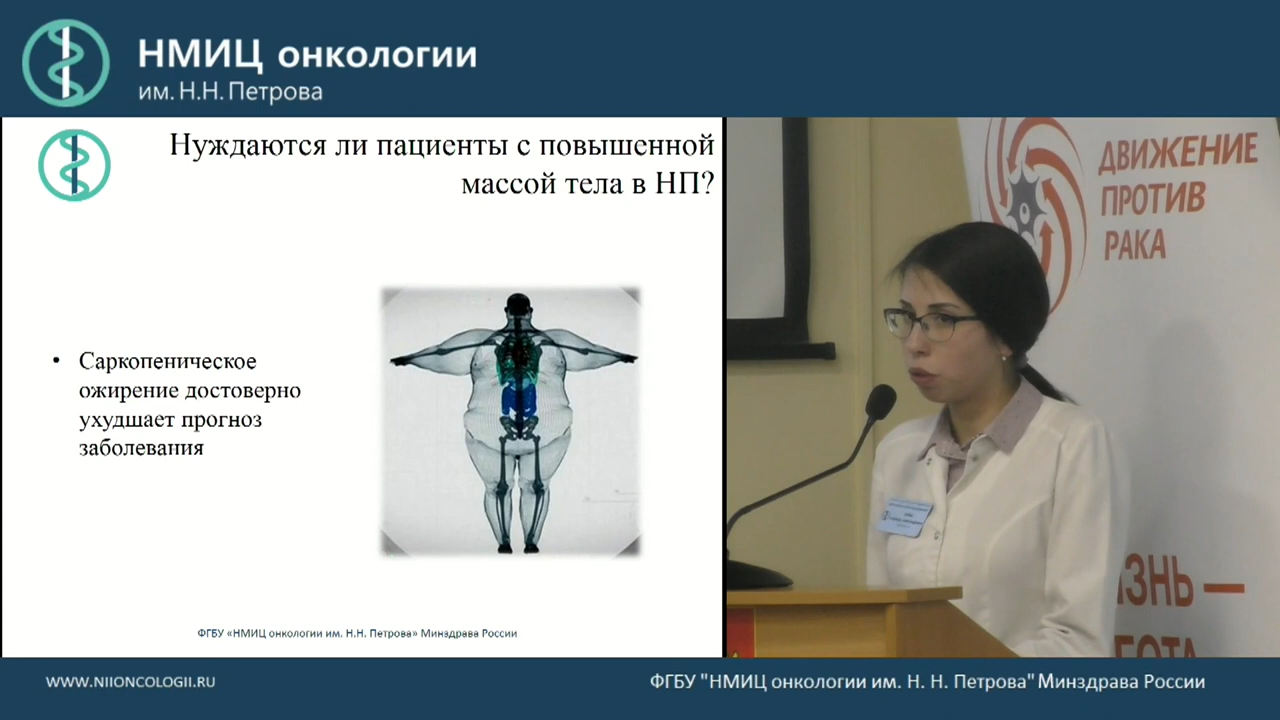 НМИЦ онкологии
им. Н.Н. Петрова
Нуждаются ли пациенты с повышенной
массой тела в НП?
• Саркопеническое
ожирение достоверно
ухудшает прогноз
заболевания
ФГБУ «НМИЦ онкологии им. Н.Н. Петрова» Минздрава России
ДВИЖЕНИЕ
ПРОТИВ
РАКА
ИЗНЬ —
WWW.NIIONCOLOGII.RU
ФГБУ "НМИЦ онкологии им. Н. Н. Петрова" Минздрава России